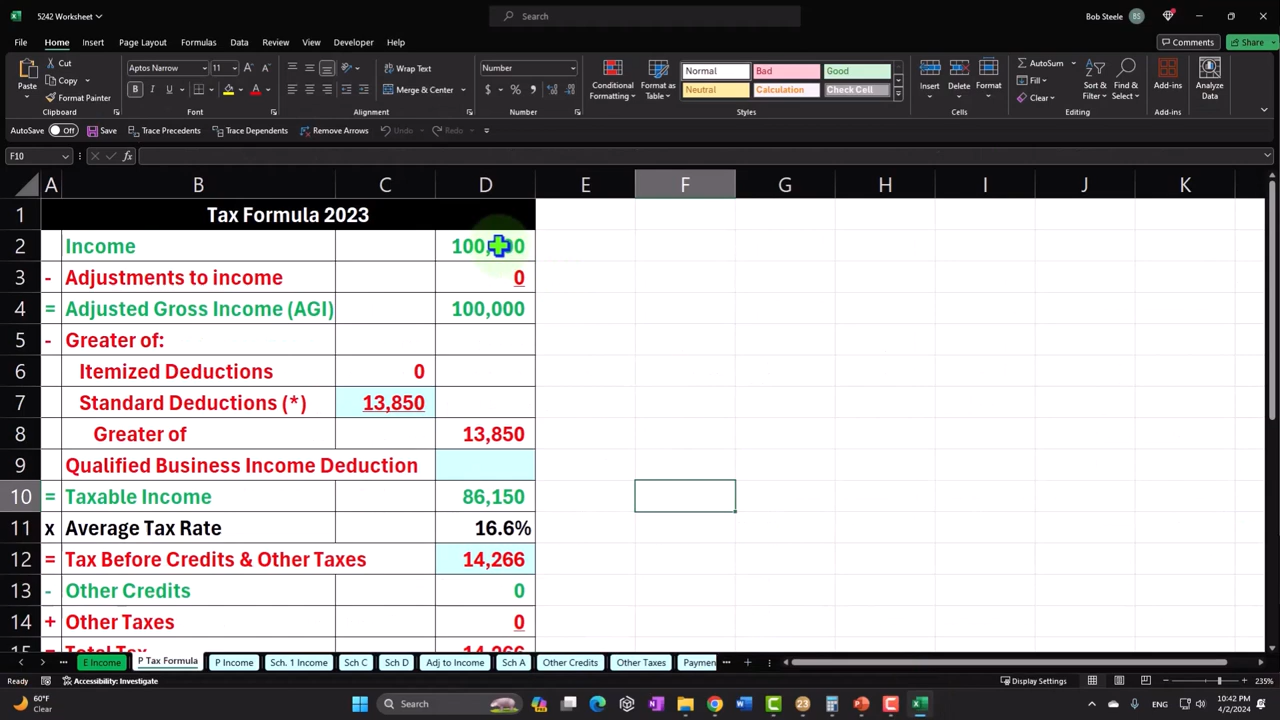 5242 Worksheet
Search
Bob Steele BS
File Home Insert Page Layout Formulas Data Review View Developer Automate Help Comments Share
Paste Cut Copy Format Painter
Aptos Narrow 11
B I U
Wrap Text
Merge & Center
Number
Conditional Formatting
Format as Table
Normal Bad Good
Neutral Calculation Check Cell
Insert Delete Format
AutoSum Fill Clear
Sort & Filter
Find & Select
Add-ins
Analyze Data
Clipboard Font Alignment Number Styles Cells Editing Add-ins
AutoSave Off Save Trace Precedents Trace Dependents Remove Arrows Undo Redo
F10 fx
A B C D E F G H I J K
1 Tax Formula 2023
2 Income
3 - Adjustments to income 0
4 = Adjusted Gross Income (AGI) 100,000
5 - Greater of:
6 Itemized Deductions 0
7 Standard Deductions (*) 13,850
8 Greater of 13,850
9 Qualified Business Income Deduction
10 = Taxable Income 86,150
11 x Average Tax Rate 16.6%
12 = Tax Before Credits & Other Taxes 14,266
13 - Other Credits 0
14 + Other Taxes 0
E Income P Tax Formula P Income Sch. 1 Income Sch C Sch D Adj to Income Sch A Other Credits Other Taxes
Ready Accessibility: Investigate Display Settings 235%
60°F
Clear
Search
10:42 PM
4/2/2024